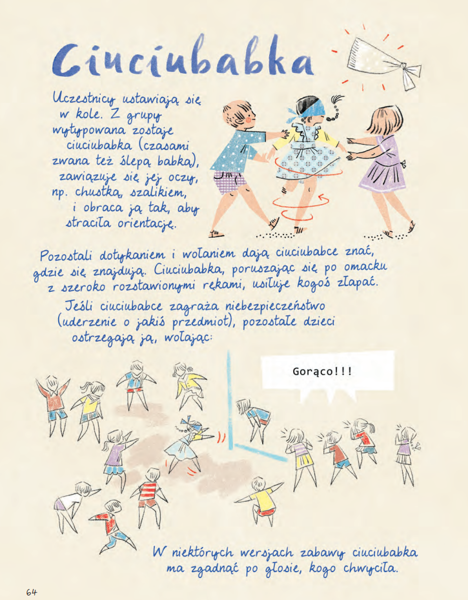 Ciuciubabka
Uczestnicy ustawiają się
w kole. Z grupy
wytypowana zostaje
ciuciubabka (czasami
zwana też ślepą babką),
zawiązuje się jej oczy,
np. chustką, szalikiem,
i obraca ją tak, aby
straciła orientację.
Pozostali dotykaniem i wołaniem dają ciuciubabce znać,
gdzie się znajdują. Ciuciubabka, poruszając się po omacku
z szeroko rozstawionymi rękami, usiłuje kogoś złapać.
Jeśli ciuciubabce zagraża niebezpieczeństwo
(uderzenie o jakiś przedmiot), pozostałe dzieci
ostrzegają ją, wołając:
Gorąco!!!
W niektórych wersjach zabawy ciuciubabka
ma zgadnąć po głosie, kogo chwyciła.
64